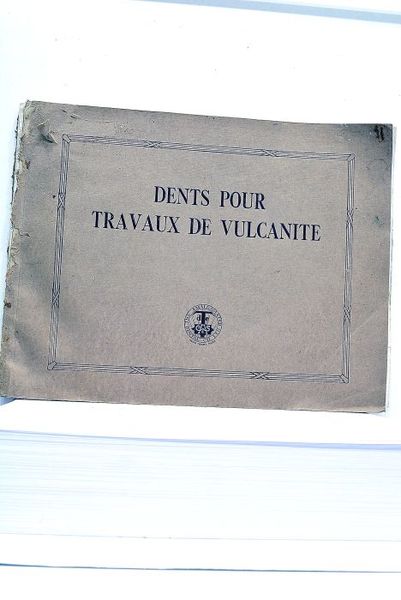 DENTS POUR
TRAVAUX DE VULCANITE